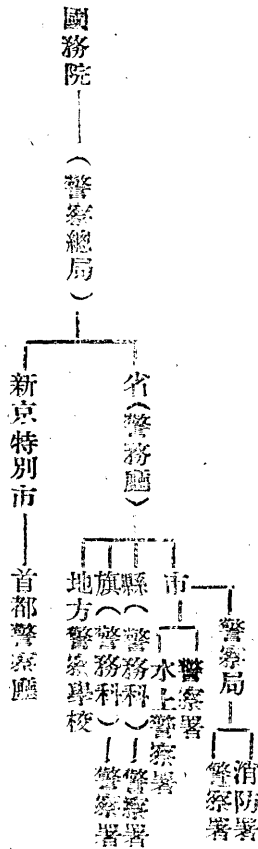 國務院
(警察總局)
省(警務廳)
市
警察局
消防署
警察署
警察署
水上警察署
縣(警務科)
警察署
旗(警務科)
警察署
地方警察學校
新京特別市
首都警察廳